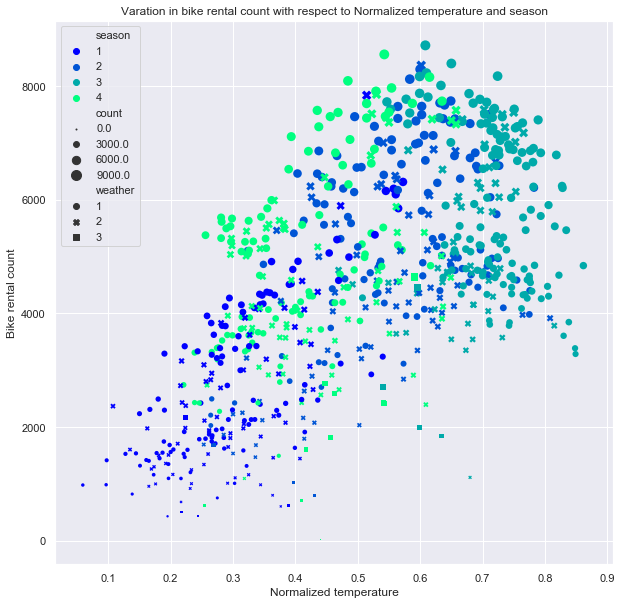 Varation in bike rental count with respect to Normalized temperature and season
season
1
2
3
4
count
0.0
3000.0
6000.0
9000.0
weather
1
2
3
8000
6000
4000
2000
0
Bike rental count
0.1 0.2 0.3 0.4 0.5 0.6 0.7 0.8 0.9
Normalized temperature